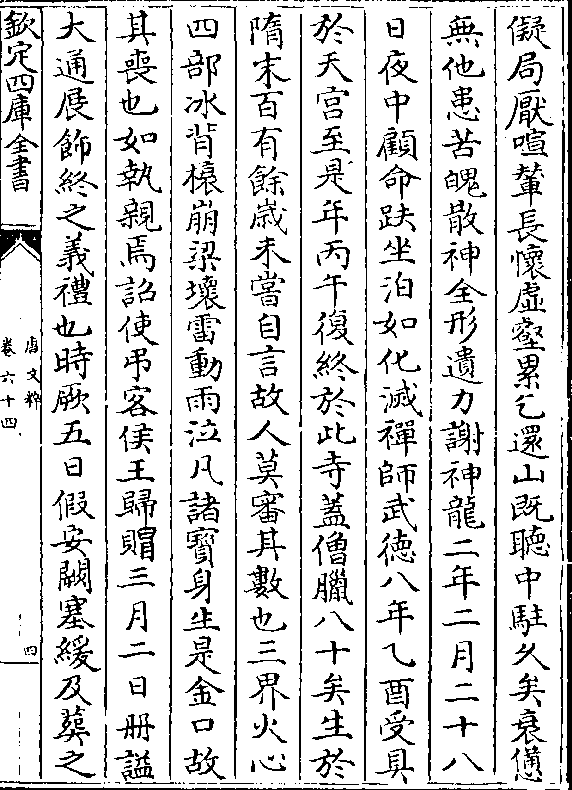 儗局厭喧輦長懷虛壑累乞還山既聽中駐久矣衰憊
無他患苦魄散神全形遺力謝神龍二年二月二十八
日夜中顧命趺坐泊如化滅禪師武德八年乙酉受具
於天宮至是年丙午復終於此寺蓋僧臘八十矣生於
隋末百有餘歲未嘗自言故人莫審其數也三界火心
四部冰背榱崩梁壞雷動雨泣凡諸寶身生是金口故
其喪也如執親焉詔使弔客侯王歸賵三月二日冊諡
大通展飾終之義禮也時厥五日假安闕塞緩及葬之
欽定四庫全書
唐文粹
卷六十四
四